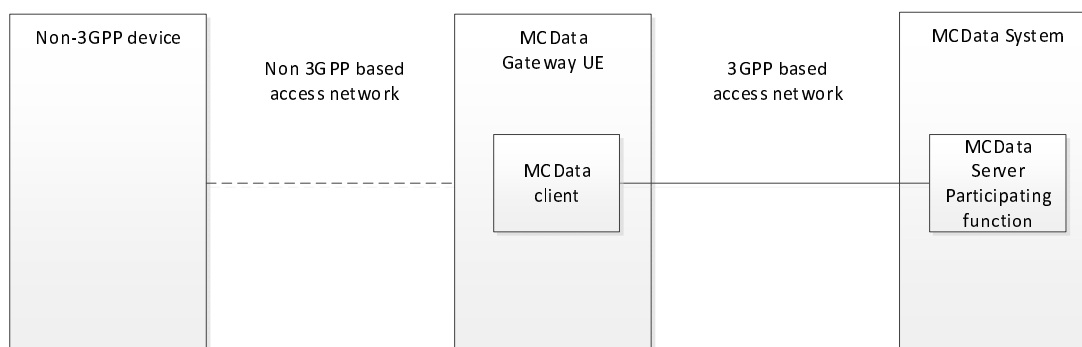 Non-3GPP device
Non 3GPP based
access network
MCData
Gateway UE
MCData
client
3GPP based
access network
MCData System
MCData
Server
Participating
function